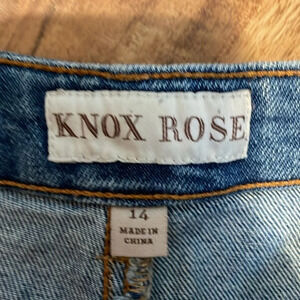 KNOX ROSE
14
MADE IN
CHINA